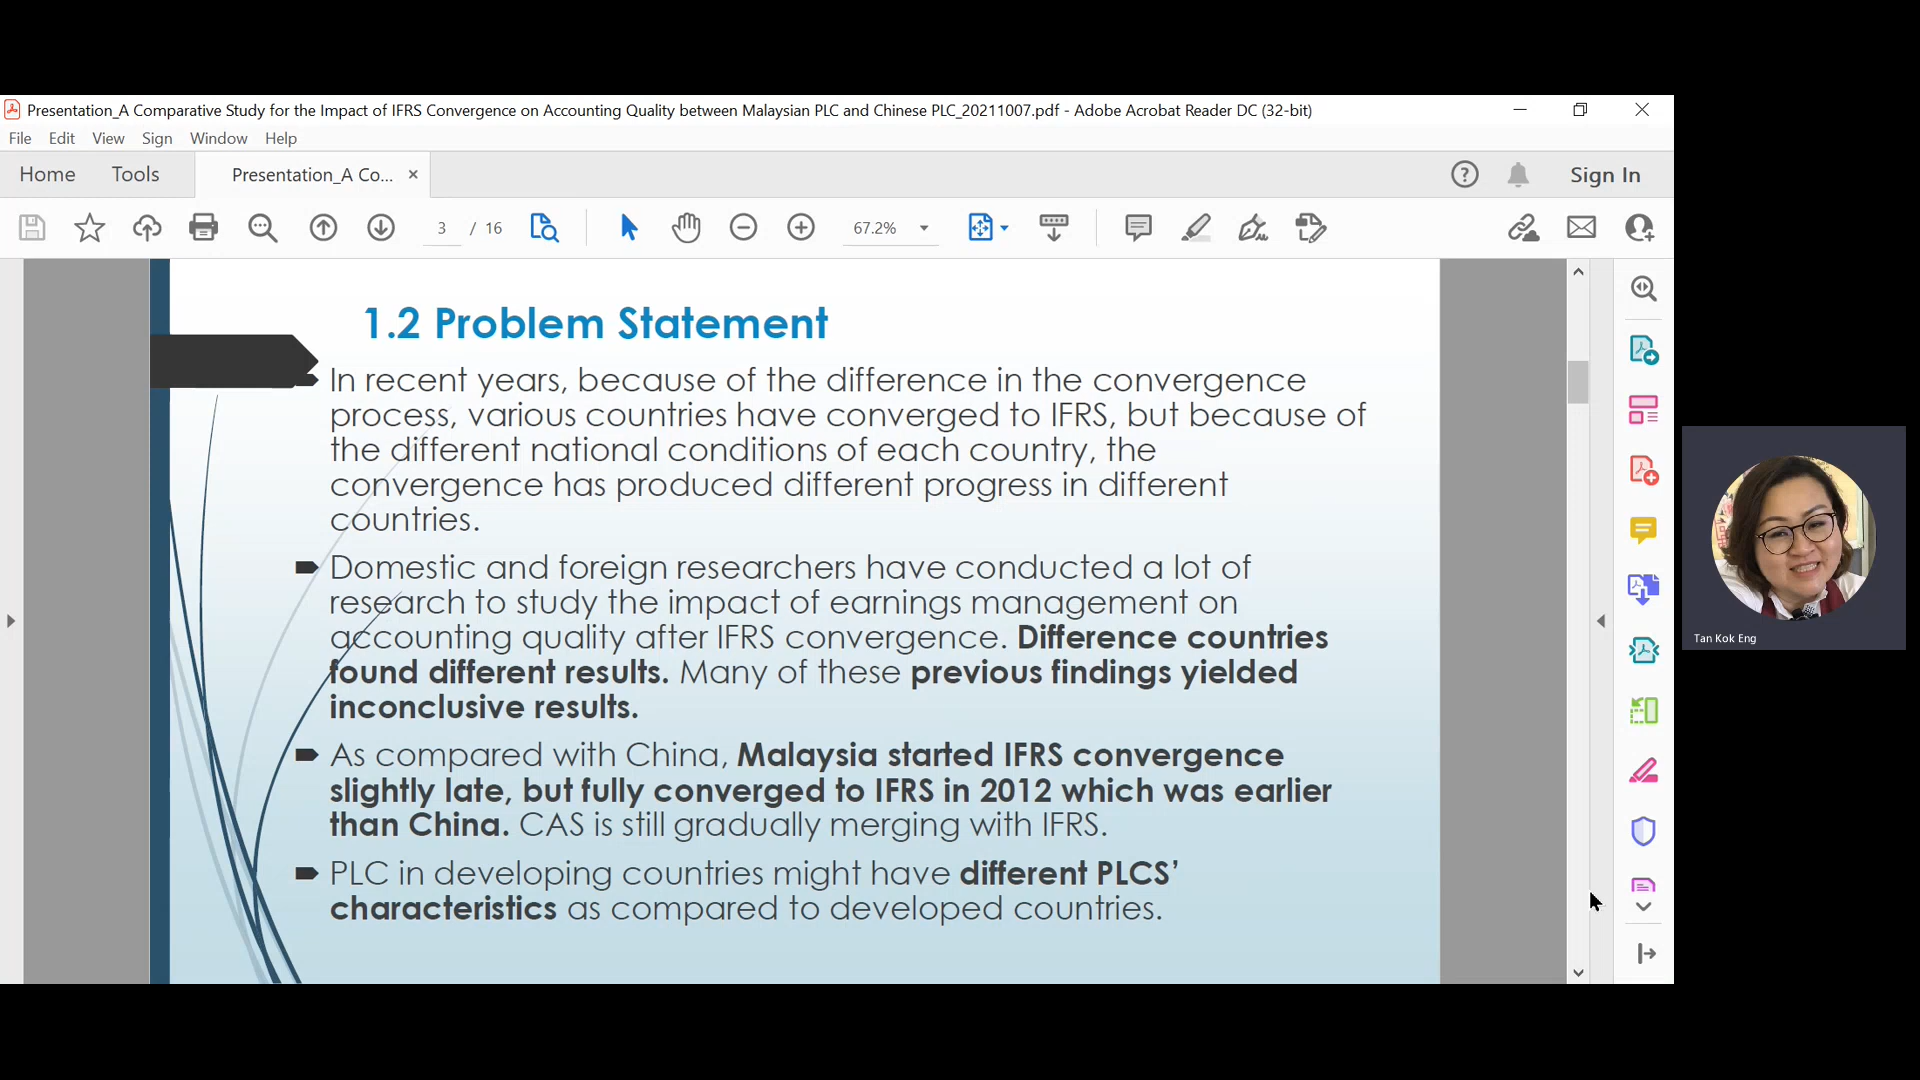 Presentation_A Comparative Study for the Impact of IFRS Convergence on Accounting Quality between Malaysian PLC and Chinese PLC_20211007.pdf - Adobe Acrobat Reader DC (32-bit)
File Edit View Sign Window Help
Home Tools Presentation_A Co... × Sign In
3 / 16 67.2%
1.2 Problem Statement
In recent years, because of the difference in the convergence
process, various countries have converged to IFRS, but because of
the different national conditions of each country, the
convergence has produced different progress in different
countries.
Domestic and foreign researchers have conducted a lot of
research to study the impact of earnings management on
accounting quality after IFRS convergence. Difference countries
found different results. Many of these previous findings yielded
inconclusive results.
As compared with China, Malaysia started IFRS convergence
slightly late, but fully converged to IFRS in 2012 which was earlier
than China. CAS is still gradually merging with IFRS.
PLC in developing countries might have different PLCS’
characteristics as compared to developed countries.
Tan Kok Eng